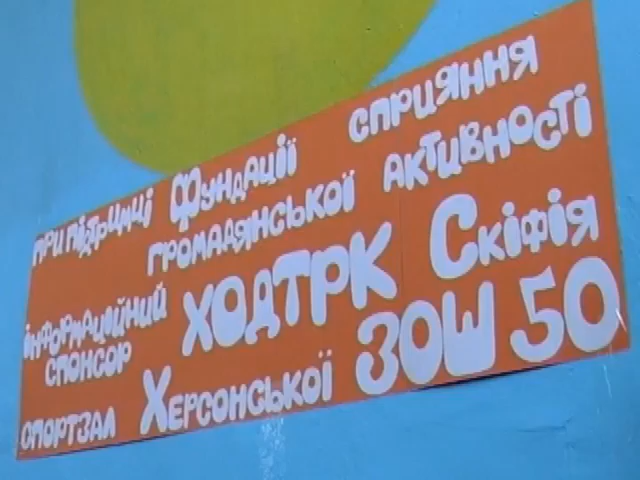 При підтримці Фундації сприяння
громадянської активності
інформаційний
спонсор
ХОДТРК Скіфія
спортзал Херсонської ЗОШ 50